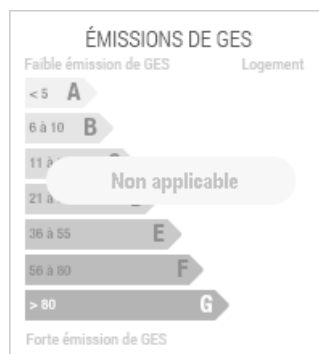 ÉMISSIONS DE GES
Faible émission de GES Logement
< 5 A
6 à 10 B
11 à
Non applicable
21 à
36 à 55 E
56 à 80 F
> 80 G
Forte émission de GES